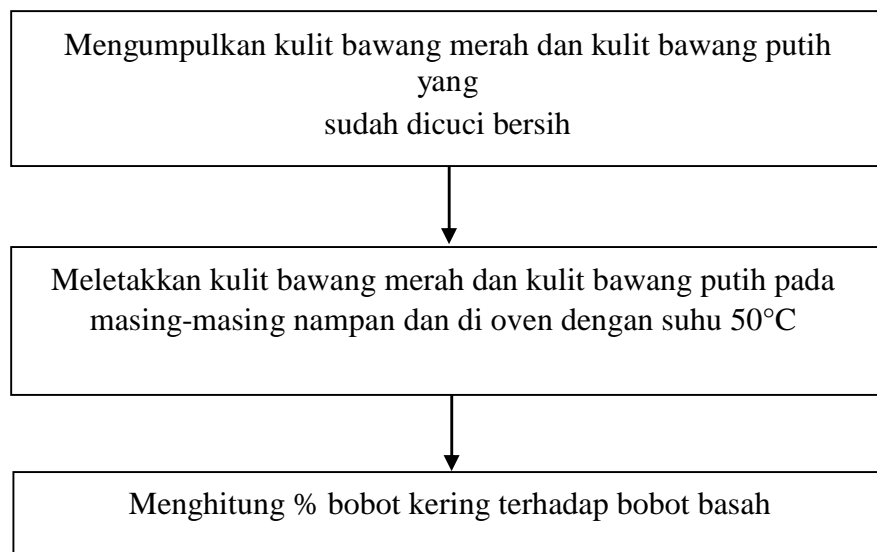 Mengumpulkan kulit bawang merah dan kulit bawang putih
yang
sudah dicuci bersih
Meletakkan kulit bawang merah dan kulit bawang putih pada
masing-masing nampan dan di oven dengan suhu 50°C
Menghitung % bobot kering terhadap bobot basah